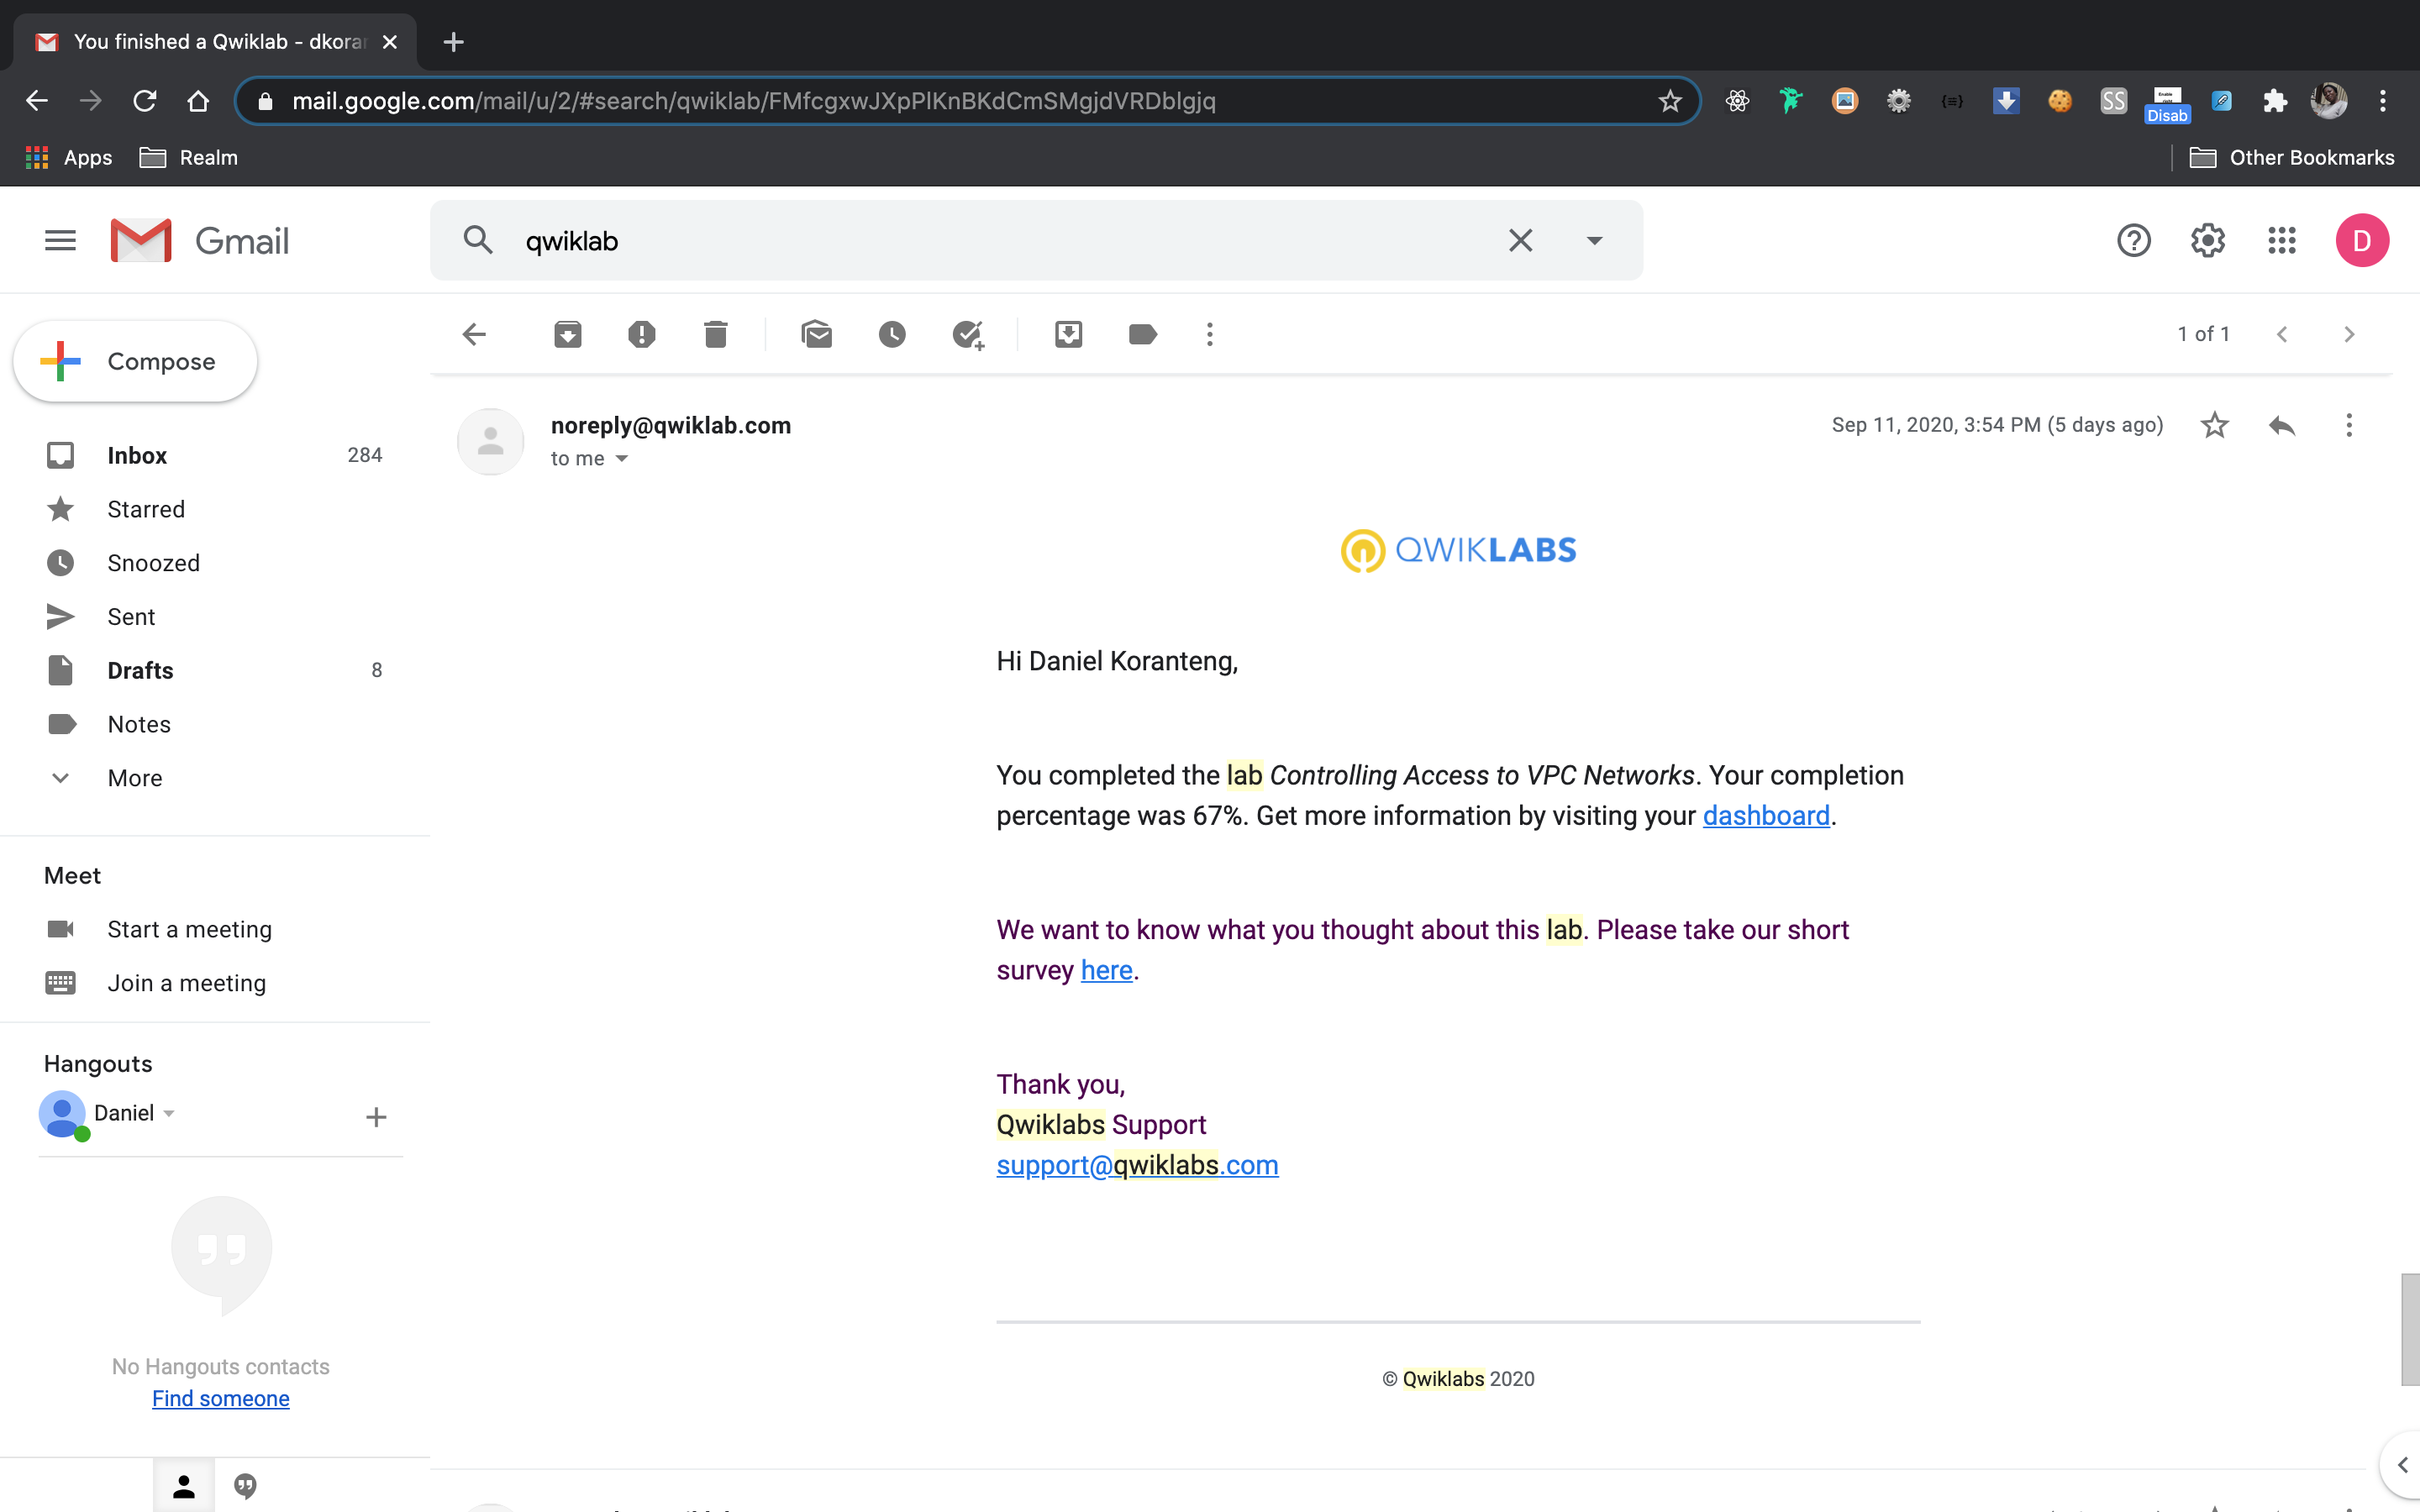 You finished a Qwiklab - dkorar
mail.google.com/mail/u/2/#search/qwiklab/FMfcgxwJXpPlKnBKdCmSMgjdVRDblgjq
SS
Disab
Apps
Realm
Other Bookmarks
Gmail
qwiklab
D
Compose
1 of 1
noreply@qwiklab.com
Sep 11, 2020, 3:54 PM (5 days ago)
to me
Inbox 284
Starred
Snoozed
Sent
Drafts 8
Notes
More
Meet
Start a meeting
Join a meeting
Hangouts
Daniel
No Hangouts contacts
Find someone
QWIKLABS
Hi Daniel Koranteng,
You completed the lab Controlling Access to VPC Networks. Your completion
percentage was 67%. Get more information by visiting your dashboard.
We want to know what you thought about this lab. Please take our short
survey here.
Thank you,
Qwiklabs Support
support@qwiklabs.com
© Qwiklabs 2020